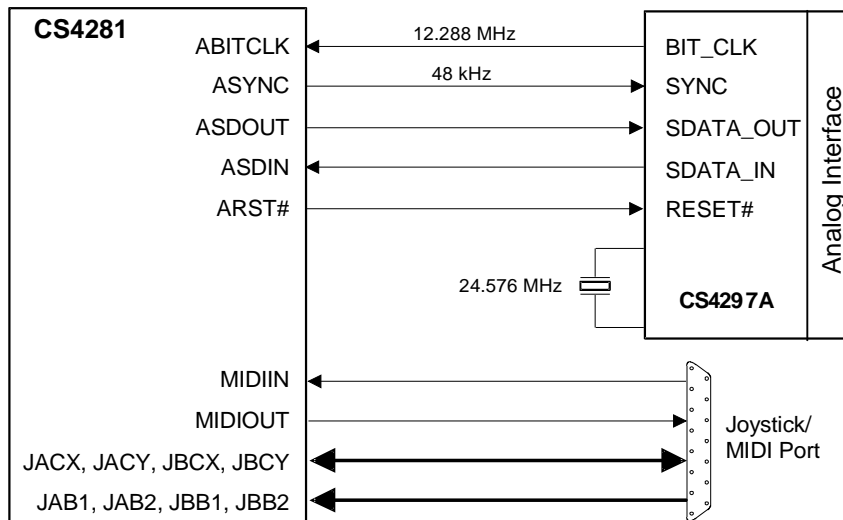 CS4281
ABITCLK
12.288 MHz
BIT_CLK
ASYNC
48 kHz
SYNC
ASDOUT
SDATA_OUT
ASDIN
SDATA_IN
ARST#
RESET#
Analog Interface
24.576 MHz
CS4297A
MIDIIN
MIDIOUT
Joystick/
MIDI Port
JACX, JACY, JBCX, JBCY
JAB1, JAB2, JBB1, JBB2